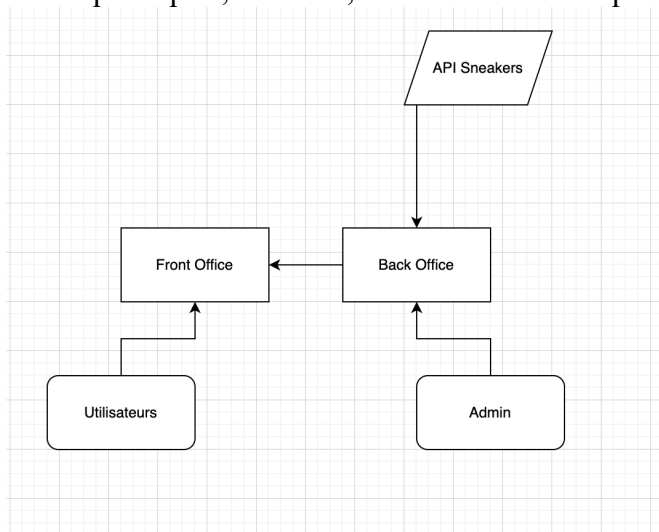 API Sneakers
Front Office
Back Office
Utilisateurs
Admin